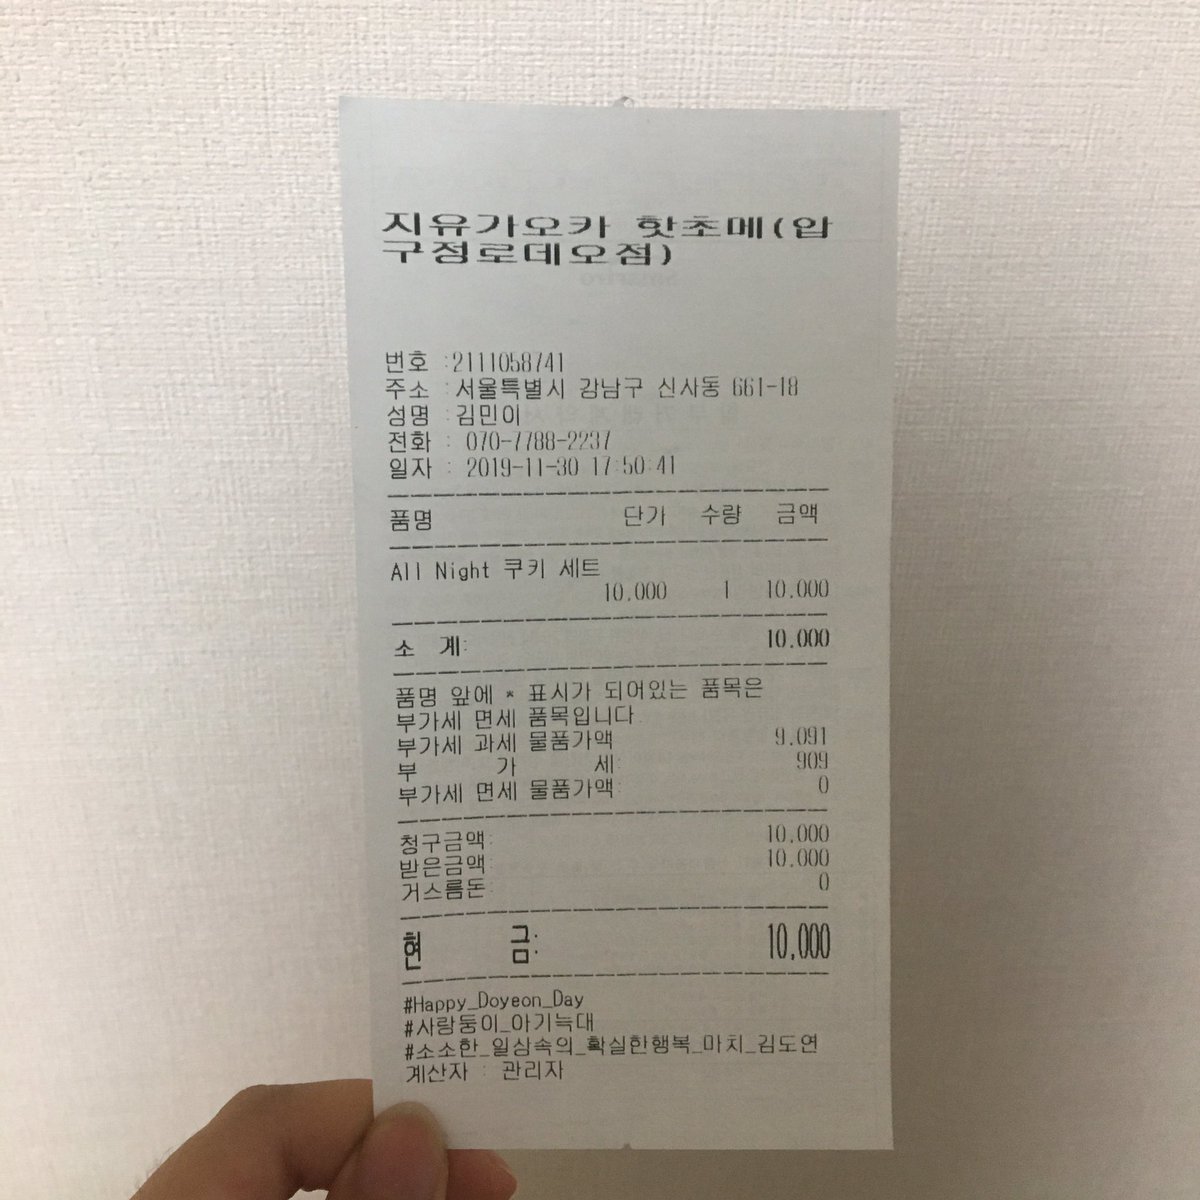 지유가오카 핫초메(압
구정로데오점)
번호 :2111058741
주소 :서울특별시 강남구 신사동 661-18
성명 :김민이
전화 : 070-7788-2237
일자 : 2019-11-30 17:50:41
품명 단가 수량 금액
All Night 쿠키 세트
10,000 1 10,000
소 계: 10,000
품명 앞에 * 표시가 되어있는 품목은
부가세 면세 품목입니다.
부가세 과세 물품가액 9,091
부 가 세: 909
부가세 면세 물품가액: 0
청구금액: 10,000
받은금액: 10,000
거스름돈: 0
현 금: 10,000
#Happy_Doyeon_Day
#사랑둥이_아기늑대
#소소한_일상속의_확실한행복_마치_김도연
계산자 : 관리자